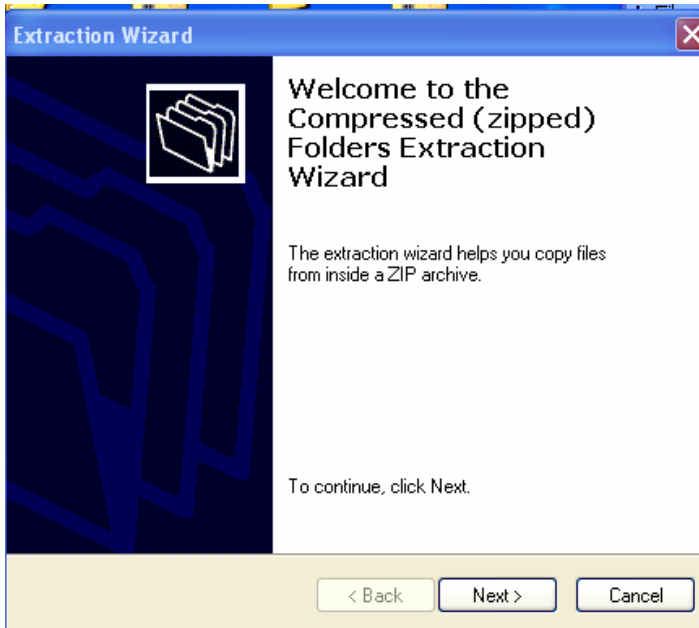 Extraction Wizard
Welcome to the
Compressed (zipped)
Folders Extraction
Wizard
The extraction wizard helps you copy files
from inside a ZIP archive.
To continue, click Next.
< Back Next > Cancel